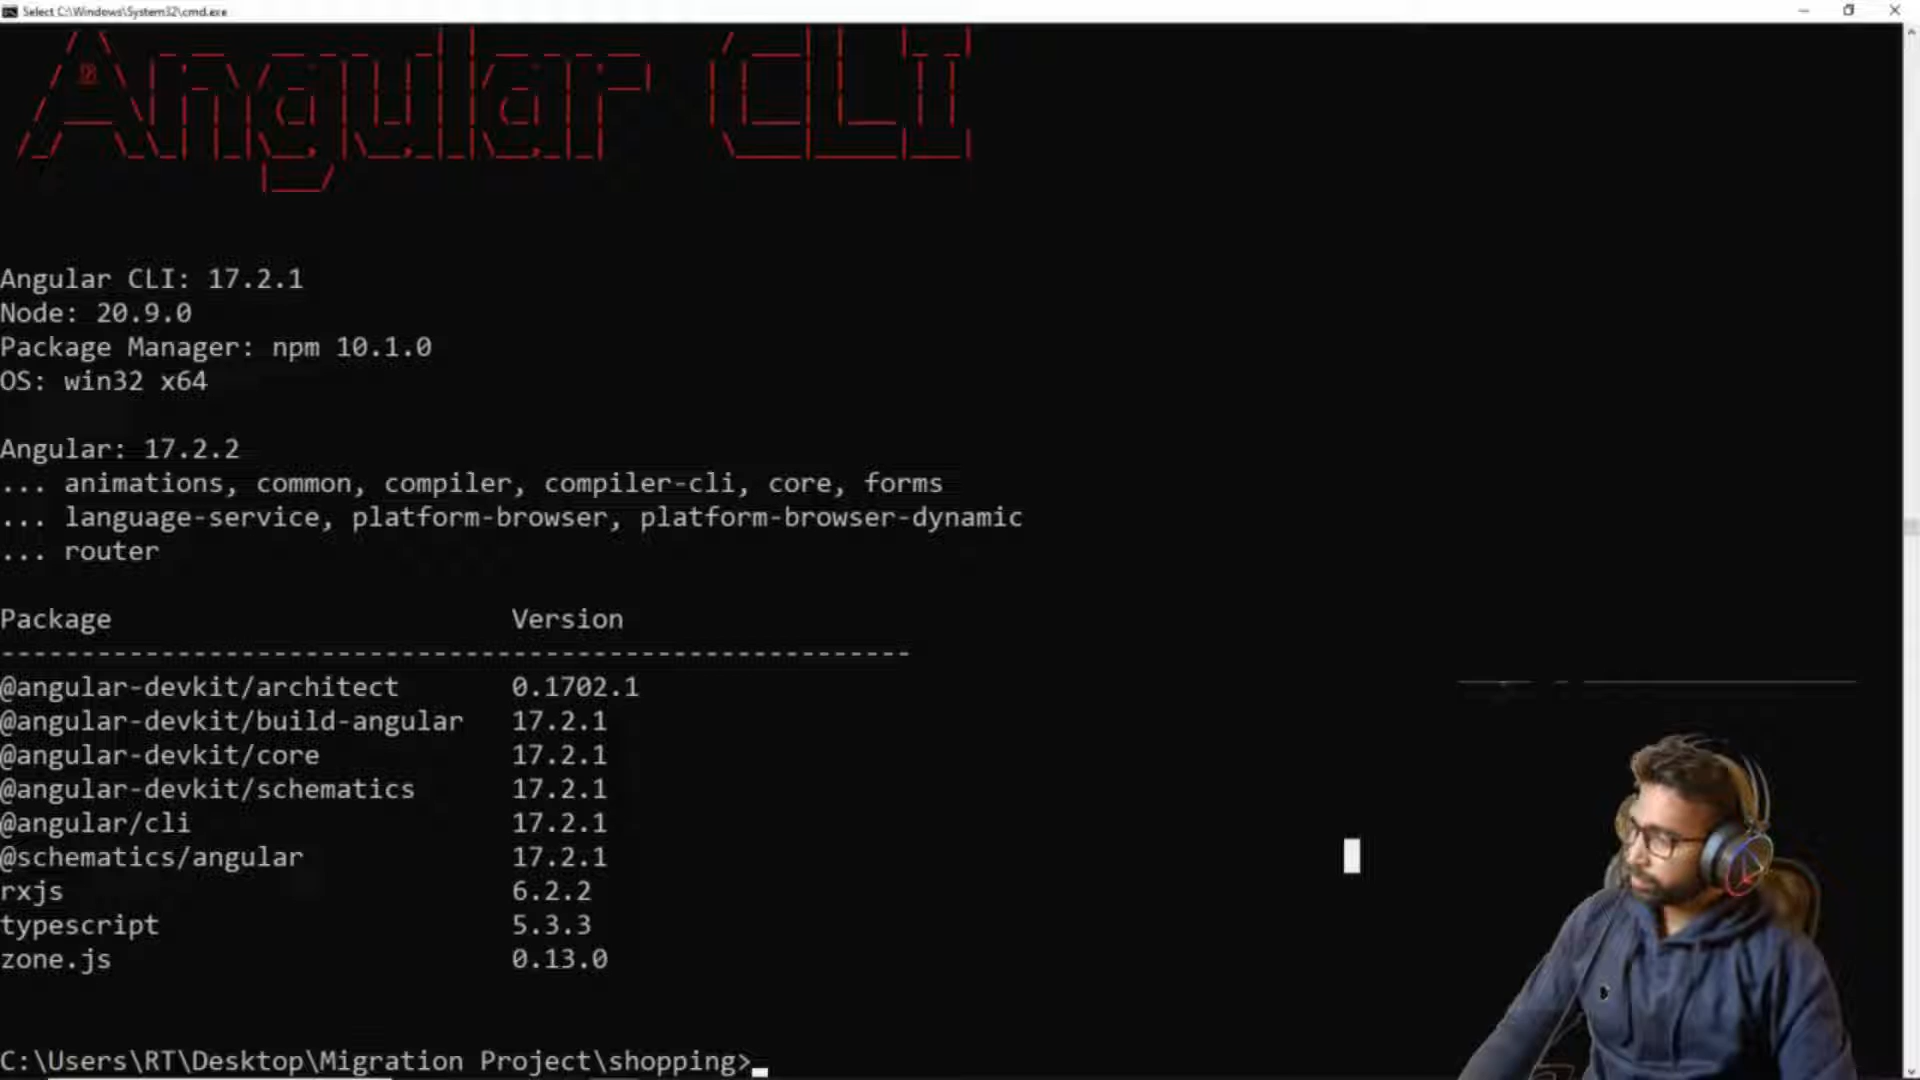 Select C:\Windows\System32\cmd.exe
Angular CLI
Angular CLI: 17.2.1
Node: 20.9.0
Package Manager: npm 10.1.0
OS: win32 x64
Angular: 17.2.2
... animations, common, compiler, compiler-cli, core, forms
... language-service, platform-browser, platform-browser-dynamic
... router
Package Version
---------------------------------------------------------
@angular-devkit/architect 0.1702.1
@angular-devkit/build-angular 17.2.1
@angular-devkit/core 17.2.1
@angular-devkit/schematics 17.2.1
@angular/cli 17.2.1
@schematics/angular 17.2.1
rxjs 6.2.2
typescript 5.3.3
zone.js 0.13.0
C:\Users\RT\Desktop\Migration Project\shopping>